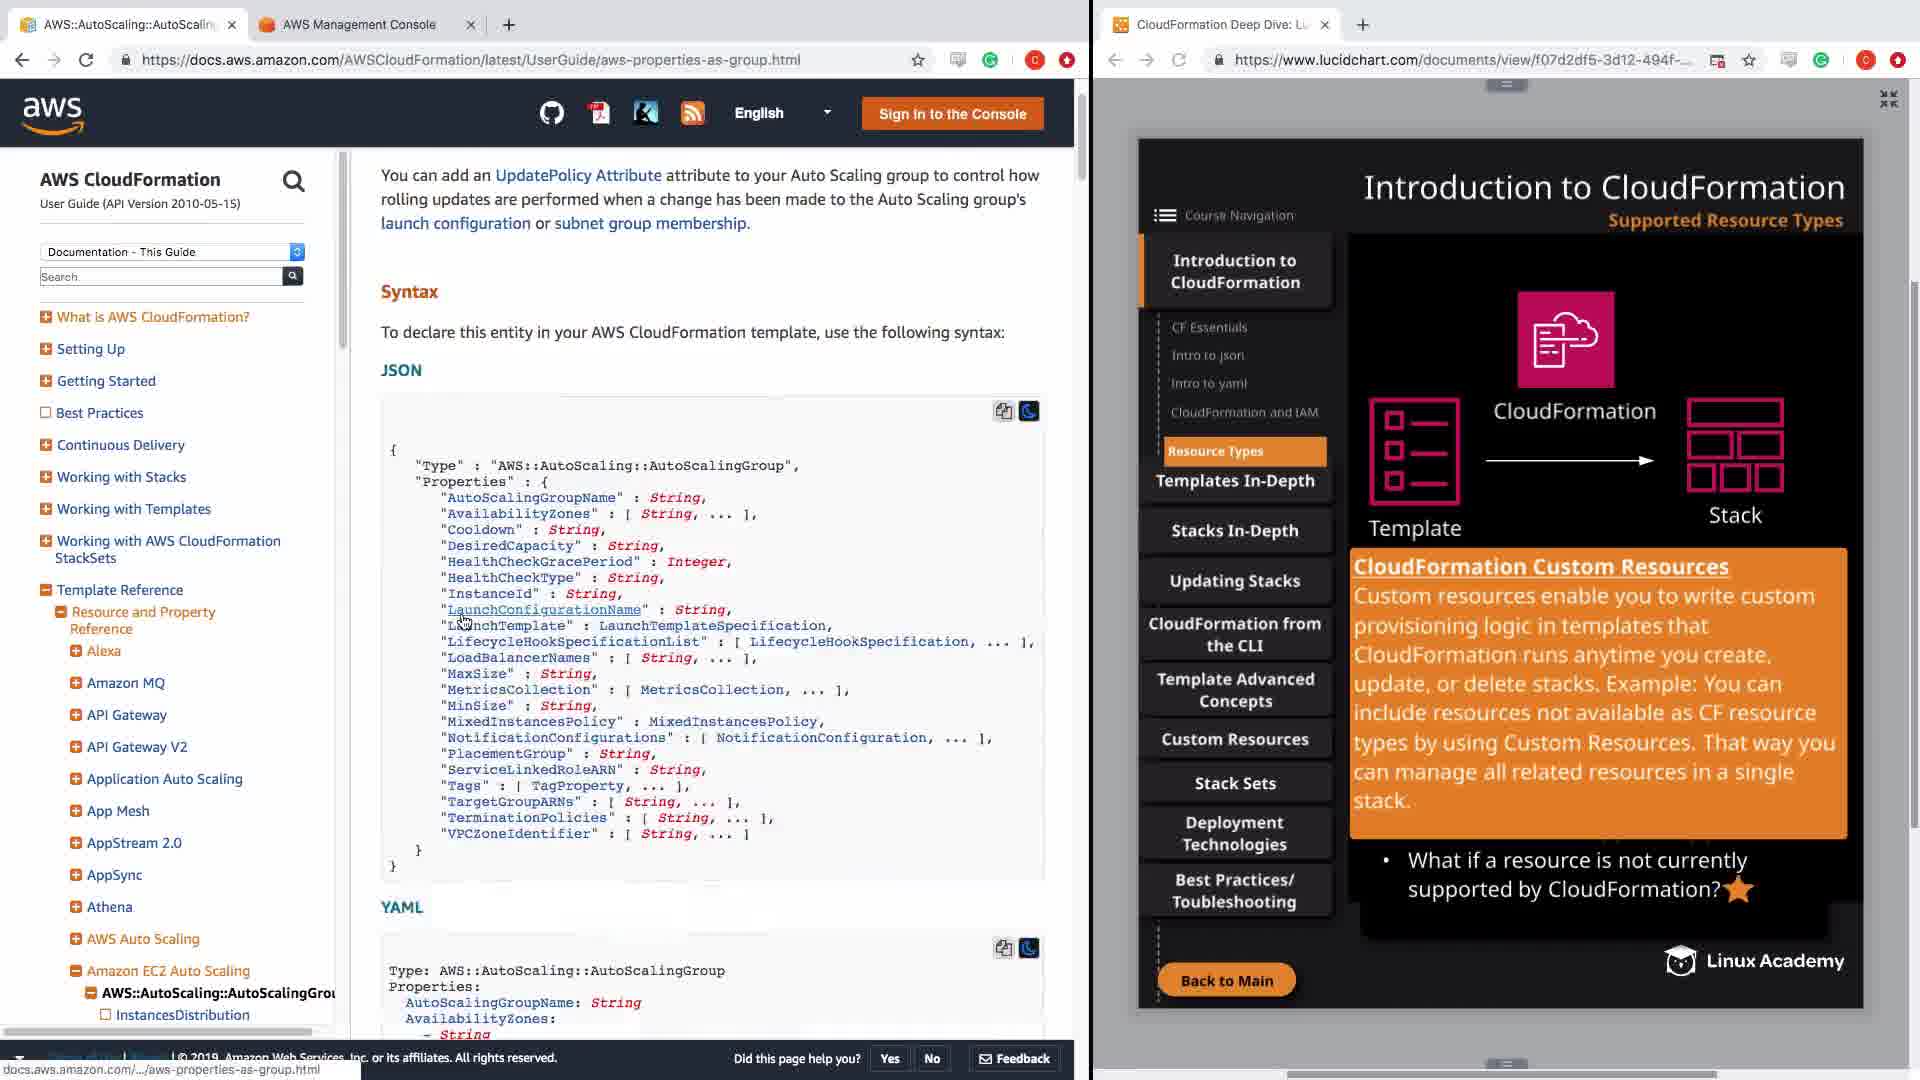 AWS::AutoScaling::AutoScaling
AWS Management Console
https://docs.aws.amazon.com/AWSCloudFormation/latest/UserGuide/aws-properties-as-group.html
aws
English
Sign In to the Console
AWS CloudFormation
User Guide (API Version 2010-05-15)
Documentation - This Guide
Search
What is AWS CloudFormation?
Setting Up
Getting Started
Best Practices
Continuous Delivery
Working with Stacks
Working with Templates
Working with AWS CloudFormation
StackSets
Template Reference
Resource and Property
Reference
Alexa
Amazon MQ
API Gateway
API Gateway V2
Application Auto Scaling
App Mesh
AppStream 2.0
AppSync
Athena
AWS Auto Scaling
Amazon EC2 Auto Scaling
AWS::AutoScaling::AutoScalingGrou
InstancesDistribution
You can add an UpdatePolicy Attribute attribute to your Auto Scaling group to control how
rolling updates are performed when a change has been made to the Auto Scaling group's
launch configuration or subnet group membership.
Syntax
To declare this entity in your AWS CloudFormation template, use the following syntax:
JSON
{
"Type" : "AWS::AutoScaling::AutoScalingGroup",
"Properties" : {
"AutoScalingGroupName" : String,
"AvailabilityZones" : [ String, ... ],
"Cooldown" : String,
"DesiredCapacity" : String,
"HealthCheckGracePeriod" : Integer,
"HealthCheckType" : String,
"InstanceId" : String,
"LaunchConfigurationName" : String,
"LaunchTemplate" : LaunchTemplateSpecification,
"LifecycleHookSpecificationList" : [ LifecycleHookSpecification, ... ],
"LoadBalancerNames" : [ String, ... ],
"MaxSize" : String,
"MetricsCollection" : [ MetricsCollection, ... ],
"MinSize" : String,
"MixedInstancesPolicy" : MixedInstancesPolicy,
"NotificationConfigurations" : [ NotificationConfiguration, ... ],
"PlacementGroup" : String,
"ServiceLinkedRoleARN" : String,
"Tags" : [ TagProperty, ... ],
"TargetGroupARNs" : [ String, ... ],
"TerminationPolicies" : [ String, ... ],
"VPCZoneIdentifier" : [ String, ... ]
}
}
YAML
Type: AWS::AutoScaling::AutoScalingGroup
Properties:
AutoScalingGroupName: String
AvailabilityZones:
- String
© 2019, Amazon Web Services, Inc. or its affiliates. All rights reserved.
Did this page help you?
Yes
No
Feedback
docs.aws.amazon.com/.../aws-properties-as-group.html
CloudFormation Deep Dive: Lu
https://www.lucidchart.com/documents/view/f07d2df5-3d12-494f-...
Introduction to CloudFormation
Supported Resource Types
Course Navigation
Introduction to
CloudFormation
CF Essentials
Intro to json
Intro to yaml
CloudFormation and IAM
Resource Types
Templates In-Depth
Stacks In-Depth
Updating Stacks
CloudFormation from
the CLI
Template Advanced
Concepts
Custom Resources
Stack Sets
Deployment
Technologies
Best Practices/
Toubleshooting
Back to Main
CloudFormation
Template
Stack
CloudFormation Custom Resources
Custom resources enable you to write custom
provisioning logic in templates that
CloudFormation runs anytime you create,
update, or delete stacks. Example: You can
include resources not available as CF resource
types by using Custom Resources. That way you
can manage all related resources in a single
stack.
• What if a resource is not currently
supported by CloudFormation?
Linux Academy